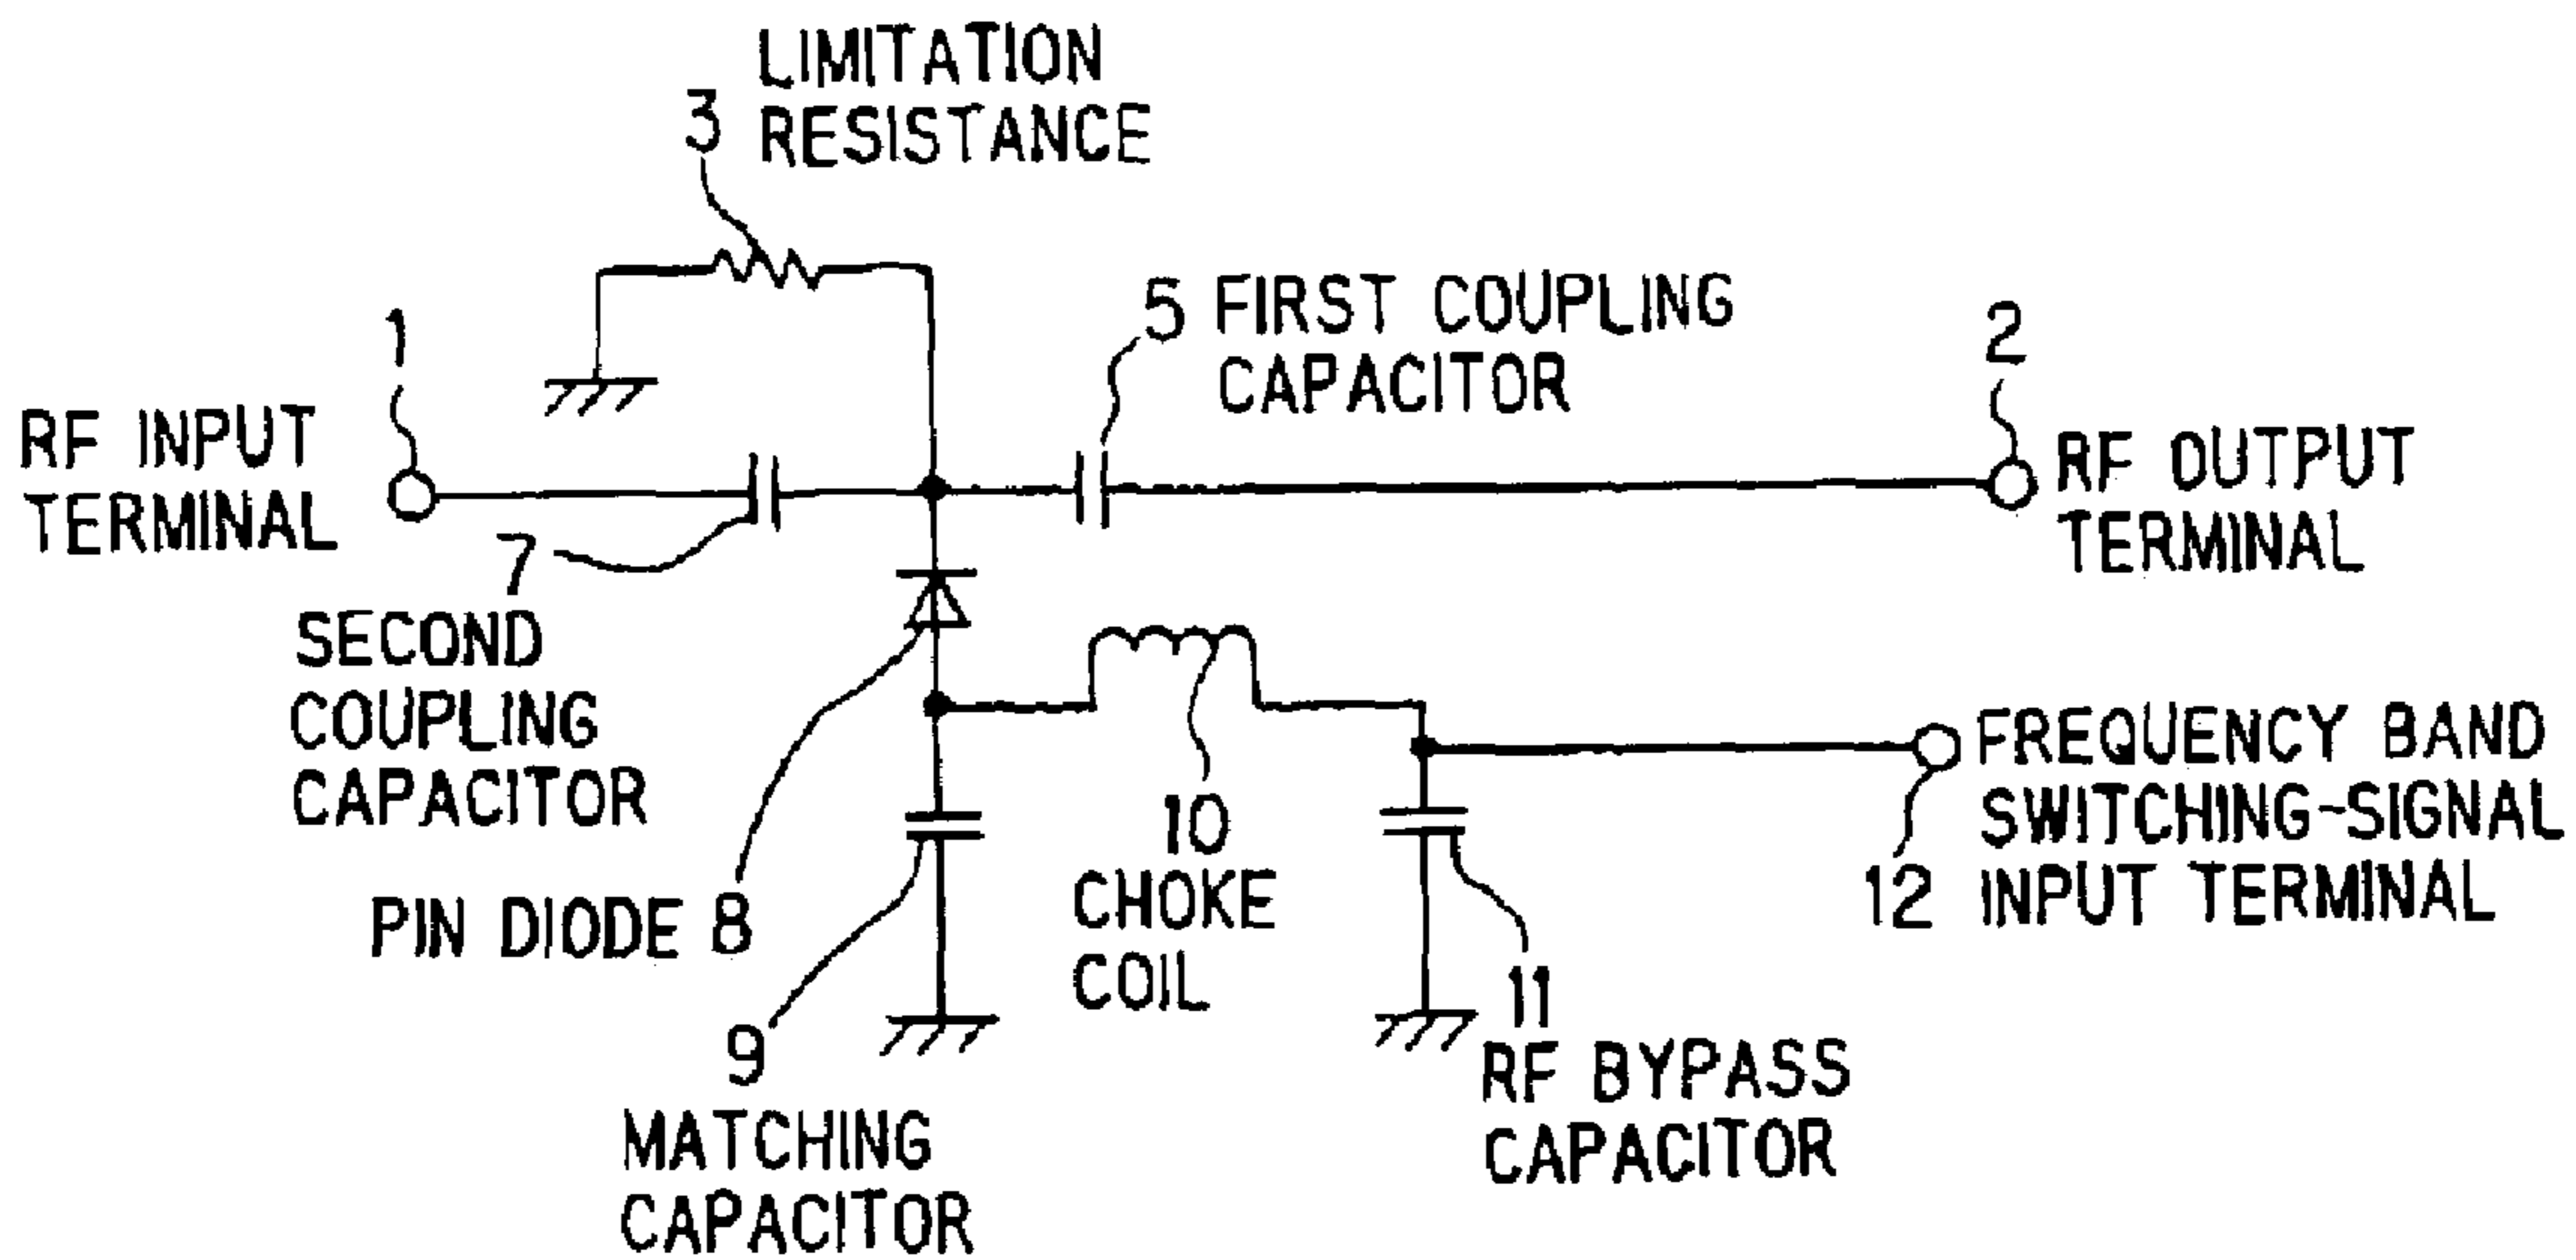 LIMITATION
3 RESISTANCE
1
RF INPUT
TERMINAL
5 FIRST COUPLING
CAPACITOR
2
RF OUTPUT
TERMINAL
7
SECOND
COUPLING
CAPACITOR
PIN DIODE 8
9
MATCHING
CAPACITOR
10
CHOKE
COIL
11
RF BYPASS
CAPACITOR
FREQUENCY BAND
SWITCHING-SIGNAL
12 INPUT TERMINAL